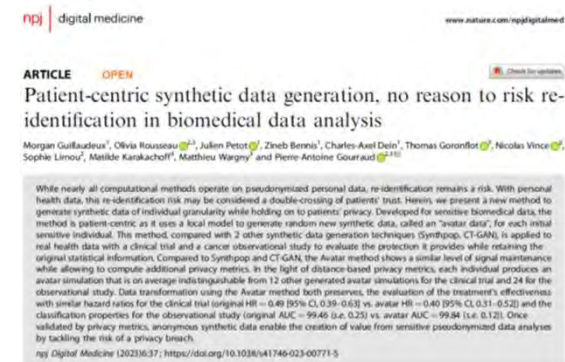 npj | digital medicine
www.nature.com/npjdigitalmed
ARTICLE OPEN
Check for updates
Patient-centric synthetic data generation, no reason to risk re-
identification in biomedical data analysis
Morgan Guillaudeux¹, Olivia Rousseau²,³, Julien Petot¹, Zineb Bennis¹, Charles-Axel Dein¹, Thomas Goronflot², Nicolas Vince²,
Sophie Limou², Matilde Karakachoff³, Matthieu Wargny³ and Pierre-Antoine Gourraud
While nearly all computational methods operate on pseudonymized personal data, re-identification remains a risk. With personal
health data, this re-identification risk may be considered a double-crossing of patients' trust. Herein, we present a new method to
generate synthetic data of individual granularity while holding on to patients' privacy. Developed for sensitive biomedical data, the
method is patient-centric as it uses a local model to generate random new synthetic data, called an "avatar data", for each initial
sensitive individual. This method, compared with 2 other synthetic data generation techniques (Synthpop, CT-GAN), is applied to
real health data with a clinical trial and a cancer observational study to evaluate the protection it provides while retaining the
original statistical information. Compared to Synthpop and CT-GAN, the Avatar method shows a similar level of signal maintenance
while allowing to compute additional privacy metrics. In the light of distance-based privacy metrics, each individual produces an
avatar simulation that is on average indistinguishable from 12 other generated avatar simulations for the clinical trial and 24 for the
observational study. Data transformation using the Avatar method both preserves, the evaluation of the treatment's effectiveness
with similar hazard ratios for the clinical trial (original HR = 0.49 [95% CI, 0.39–0.63] vs. avatar HR = 0.40 [95% CI, 0.31–0.52]) and the
classification properties for the observational study (original AUC = 99.46 (s.e. 0.25) vs. avatar AUC = 99.84 (s.e. 0.12)). Once
validated by privacy metrics, anonymous synthetic data enable the creation of value from sensitive pseudonymized data analyses
by tackling the risk of a privacy breach.
npj Digital Medicine (2023)6:37 ; https://doi.org/10.1038/s41746-023-00771-5